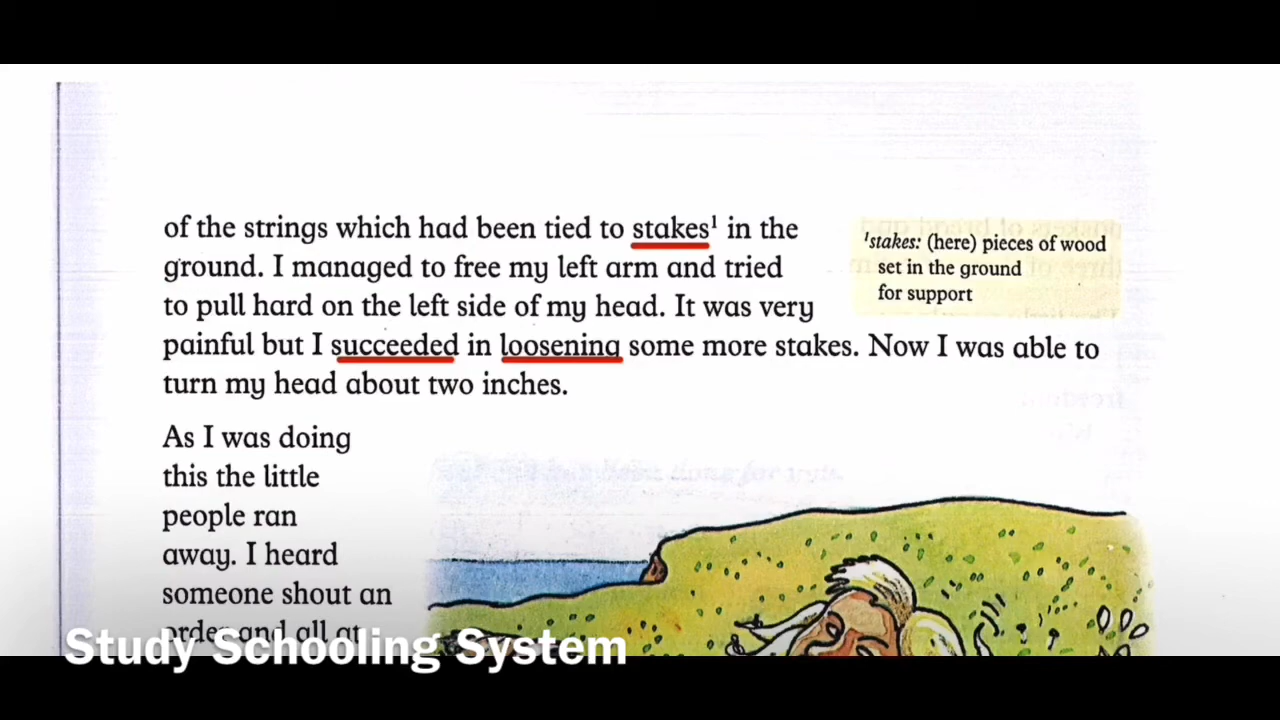 of the strings which had been tied to stakes¹ in the
ground. I managed to free my left arm and tried
to pull hard on the left side of my head. It was very
painful but I succeeded in loosening some more stakes. Now I was able to
turn my head about two inches.
¹stakes: (here) pieces of wood
set in the ground
for support
As I was doing
this the little
people ran
away. I heard
someone shout an
order and all at
Study Schooling System